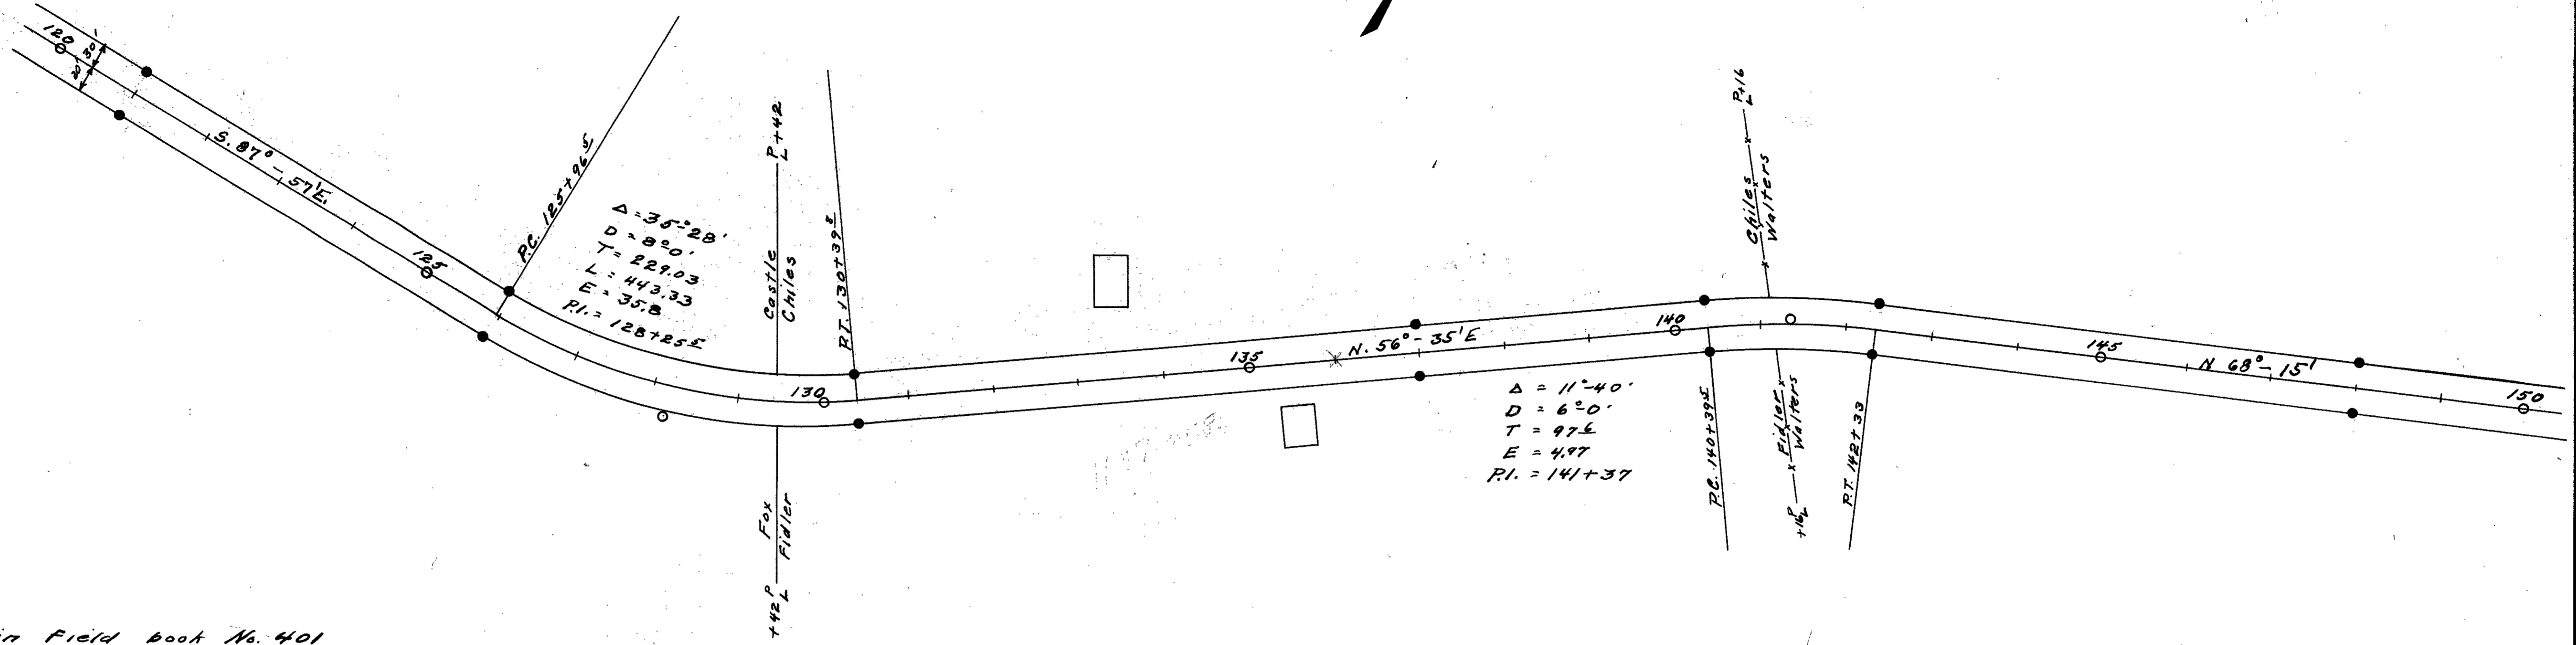 120
30'
20'
S. 87° - 57' E.
125
P.C. 125+96 5
Δ = 35° 28'
D = 8° 0'
T = 229.03
L = 443.33
E = 35.8
P.I. = 128+25 5
P L +42
Castle
Chiles
P.T. 130+39 8
130
Fox
Fidler
+42 P L
135
N. 56° - 35' E
140
Δ = 11° - 40'
D = 6° 0'
T = 97 6
E = 4.97
P.I. = 141+37
P L +16
Chiles
Walters
P.C. 140+39 5
Fidler
Walters
+16 P L
P.T. 142+33
145
N 68° - 15'
150
in Field book No. 401